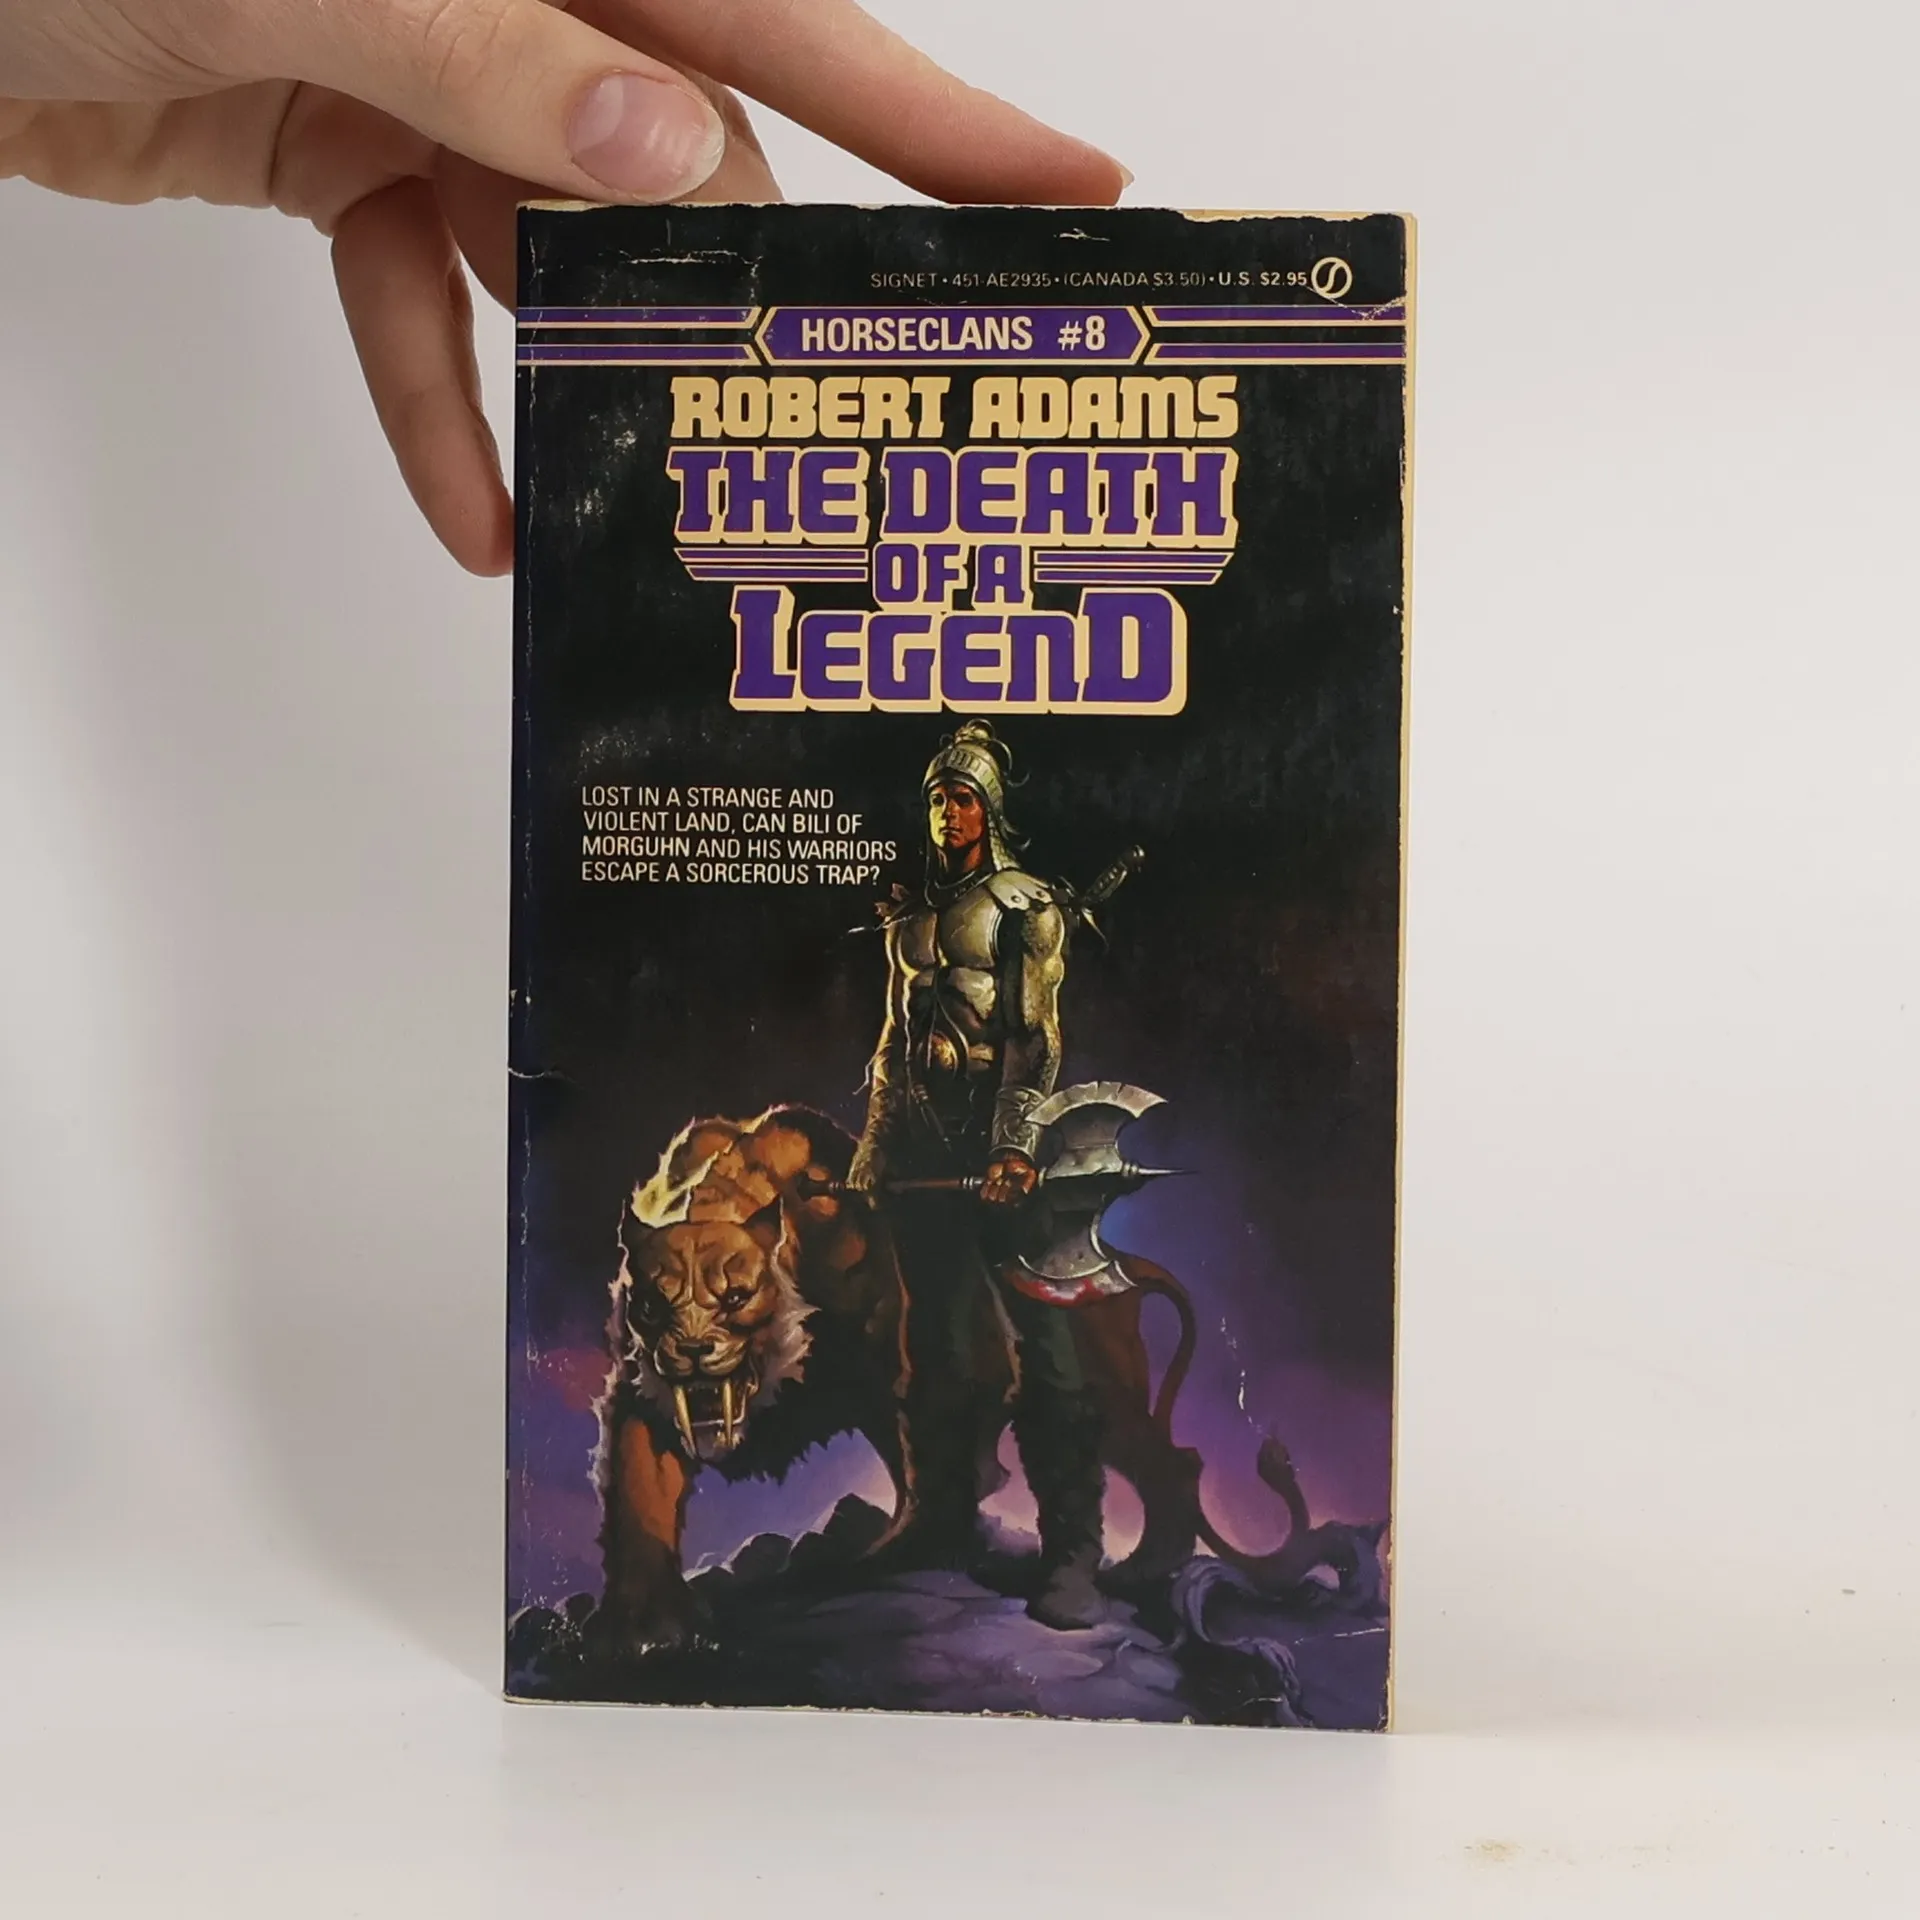 SIGNET • 451-AE2935 • (CANADA $3.50) • U.S. $2.95
HORSECLANS #8
ROBERT ADAMS
THE DEATH
OF A
LEGEND
LOST IN A STRANGE AND
VIOLENT LAND, CAN BILI OF
MORGUHN AND HIS WARRIORS
ESCAPE A SORCEROUS TRAP?